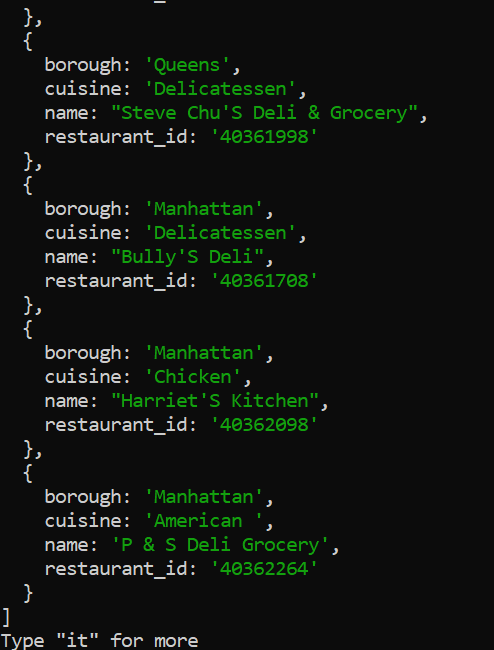 },
{
borough: 'Queens',
cuisine: 'Delicatessen',
name: "Steve Chu'S Deli & Grocery",
restaurant_id: '40361998'
},
{
borough: 'Manhattan',
cuisine: 'Delicatessen',
name: "Bully'S Deli",
restaurant_id: '40361708'
},
{
borough: 'Manhattan',
cuisine: 'Chicken',
name: "Harriet'S Kitchen",
restaurant_id: '40362098'
},
{
borough: 'Manhattan',
cuisine: 'American ',
name: 'P & S Deli Grocery',
restaurant_id: '40362264'
}
]
Type "it" for more